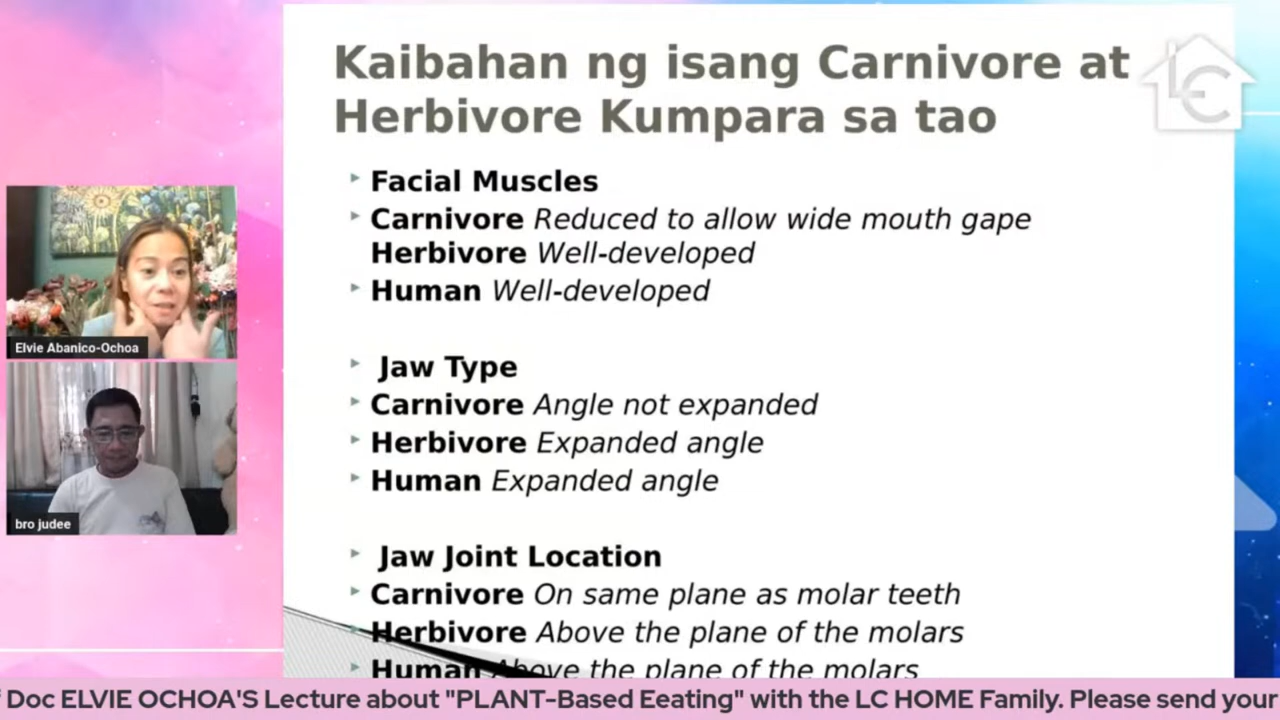 Kaibahan ng isang Carnivore at
Herbivore Kumpara sa tao
LC
Facial Muscles
Carnivore Reduced to allow wide mouth gape
Herbivore Well-developed
Human Well-developed
Jaw Type
Carnivore Angle not expanded
Herbivore Expanded angle
Human Expanded angle
Jaw Joint Location
Carnivore On same plane as molar teeth
Herbivore Above the plane of the molars
Human Above the plane of the molars
Elvie Abanico-Ochoa
bro judee
Doc ELVIE OCHOA'S Lecture about "PLANT-Based Eeating" with the LC HOME Family. Please send your